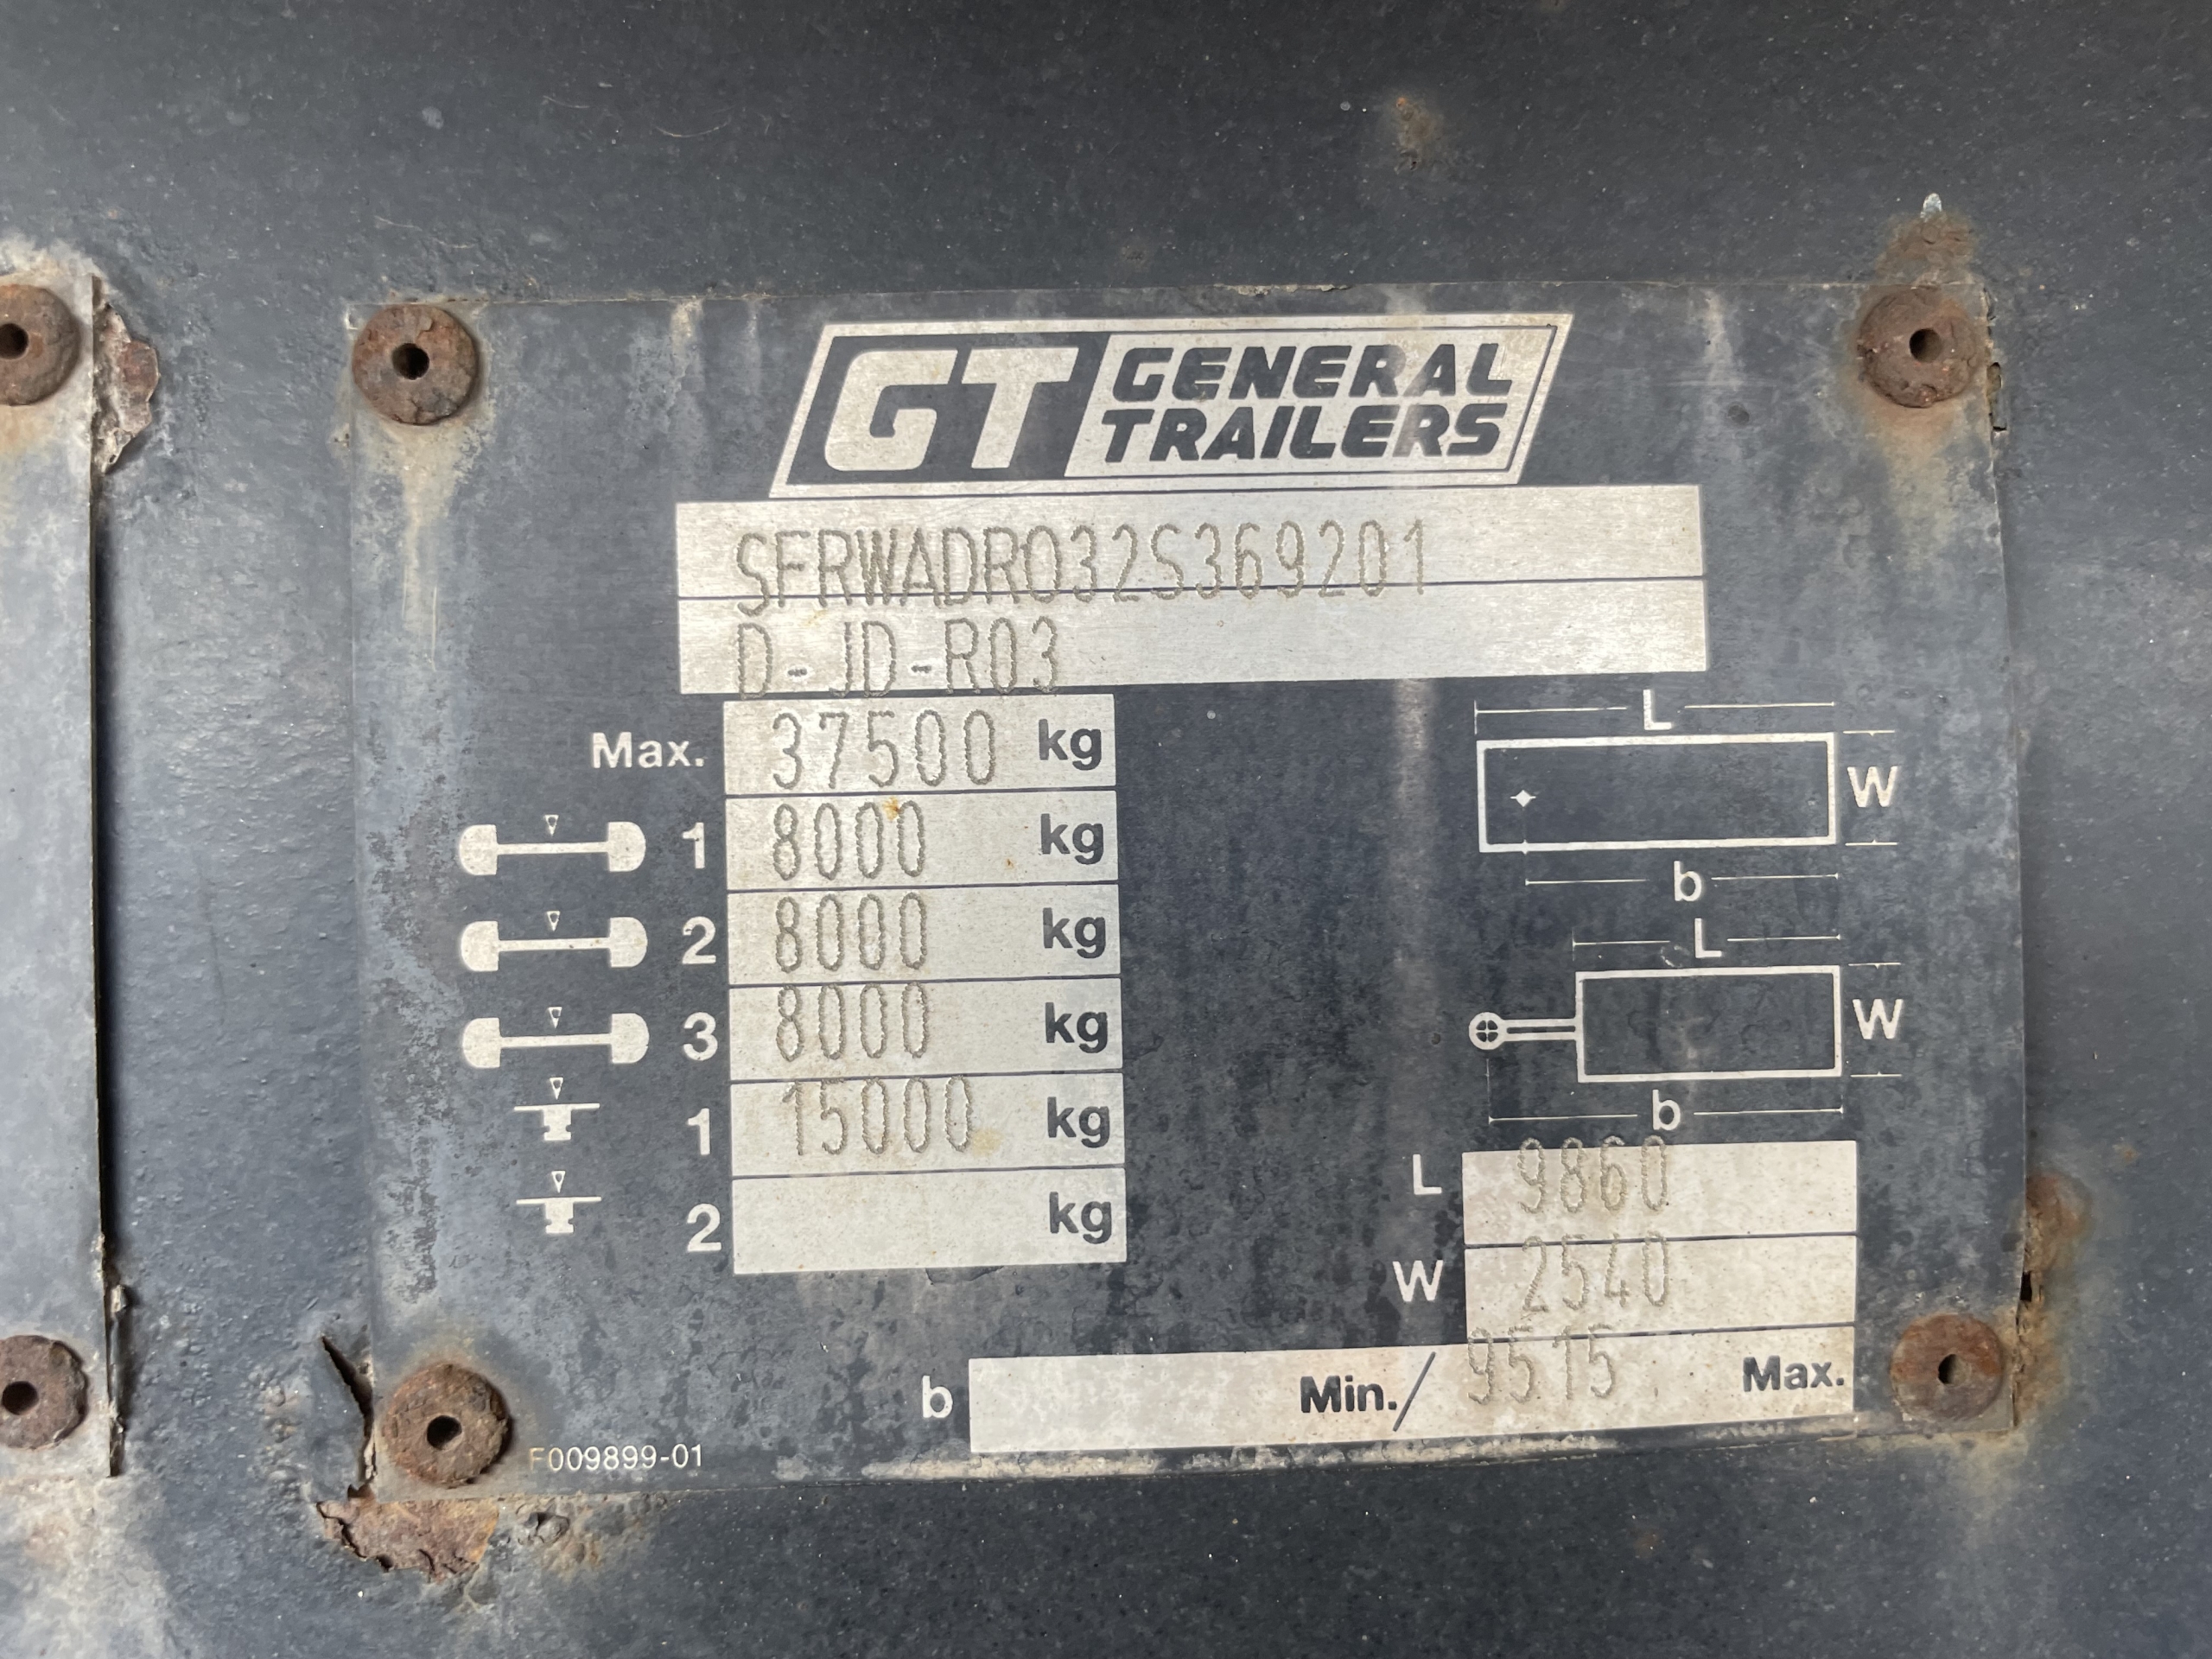 GT GENERAL TRAILERS
SFRWADR032S369201
D-JD-R03
Max. 37500 kg
1 8000 kg
2 8000 kg
3 8000 kg
1 15000 kg
2 kg
L
W
b
L
W
b
L 9860
W 2540
b Min./ 9515 Max.
F009899-01